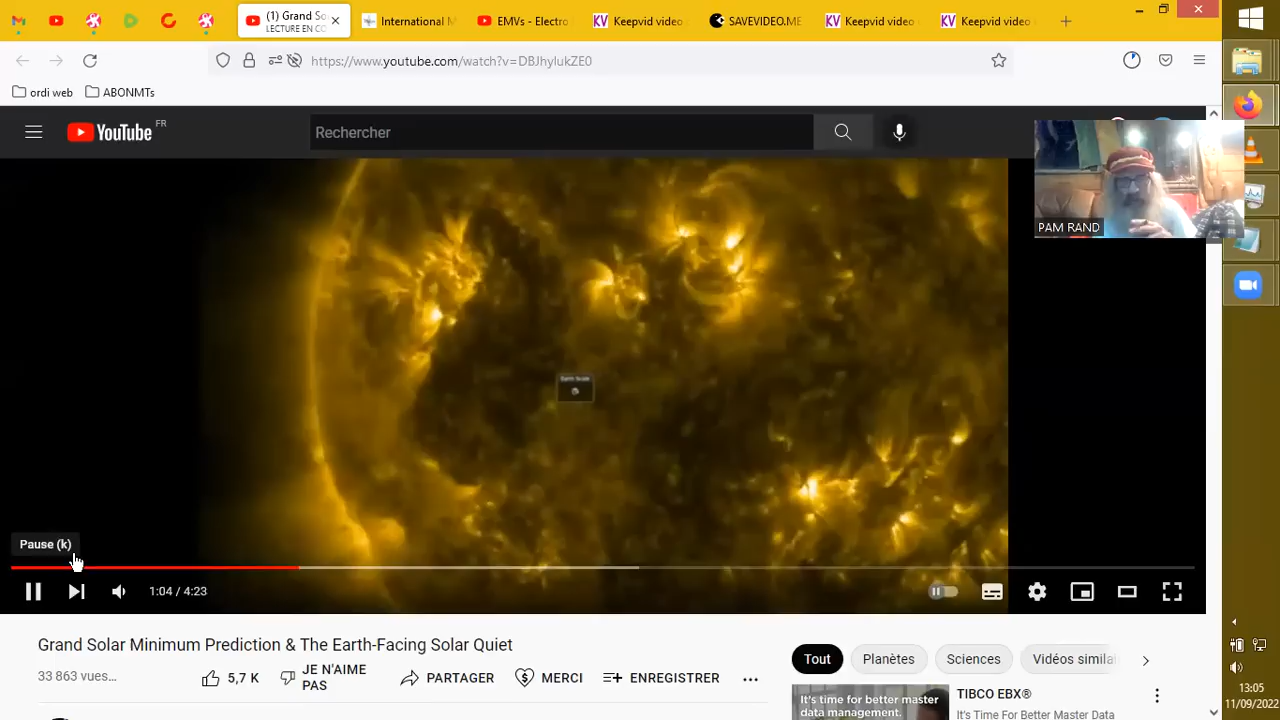 (1) Grand So
LECTURE EN CO
International M
EMVs - Electro
Keepvid video
SAVEVIDEO.ME
Keepvid video
Keepvid video
https://www.youtube.com/watch?v=DBJhylukZE0
ordi web
ABONMTs
YouTube FR
Rechercher
PAM RAND
Earth Scale
Pause (k)
1:04 / 4:23
Grand Solar Minimum Prediction & The Earth-Facing Solar Quiet
33 863 vues...
5,7 K
JE N'AIME
PAS
PARTAGER
MERCI
ENREGISTRER
Tout
Planètes
Sciences
Vidéos simila
It's time for better master
data management.
TIBCO EBX®
It's Time For Better Master Data
13:05
11/09/2022